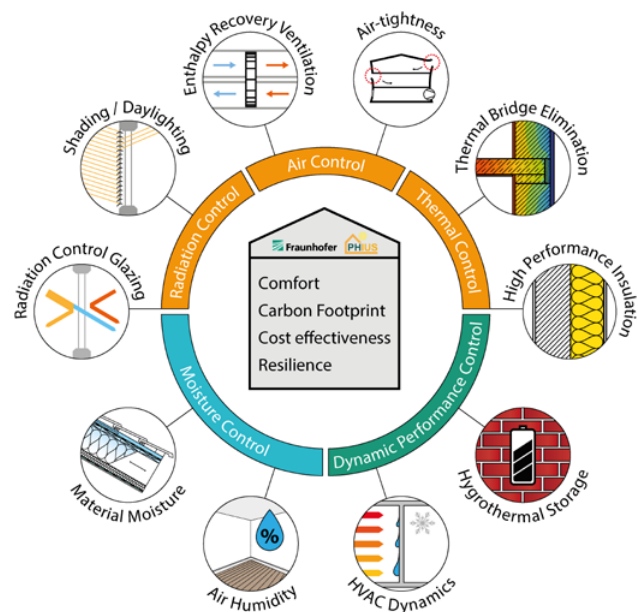 Enthalpy Recovery Ventilation
Air-tightness
Shading / Daylighting
Thermal Bridge Elimination
Air Control
Radiation Control
Thermal Control
Fraunhofer
PHIUS
Radiation Control Glazing
High Performance Insulation
Comfort
Carbon Footprint
Cost effectiveness
Resilience
Moisture Control
Dynamic Performance Control
Material Moisture
Hygrothermal Storage
%
Air Humidity
HVAC Dynamics